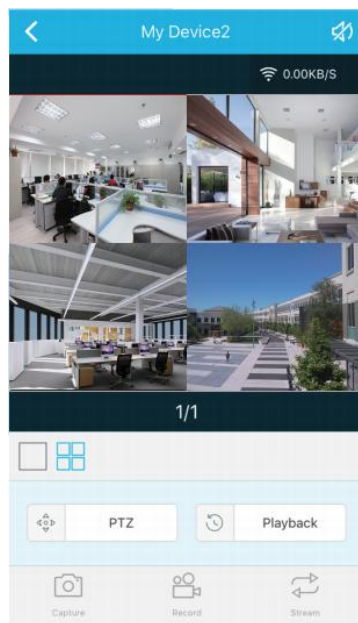 My Device2
0.00KB/S
1/1
PTZ
Playback
Capture
Record
Stream